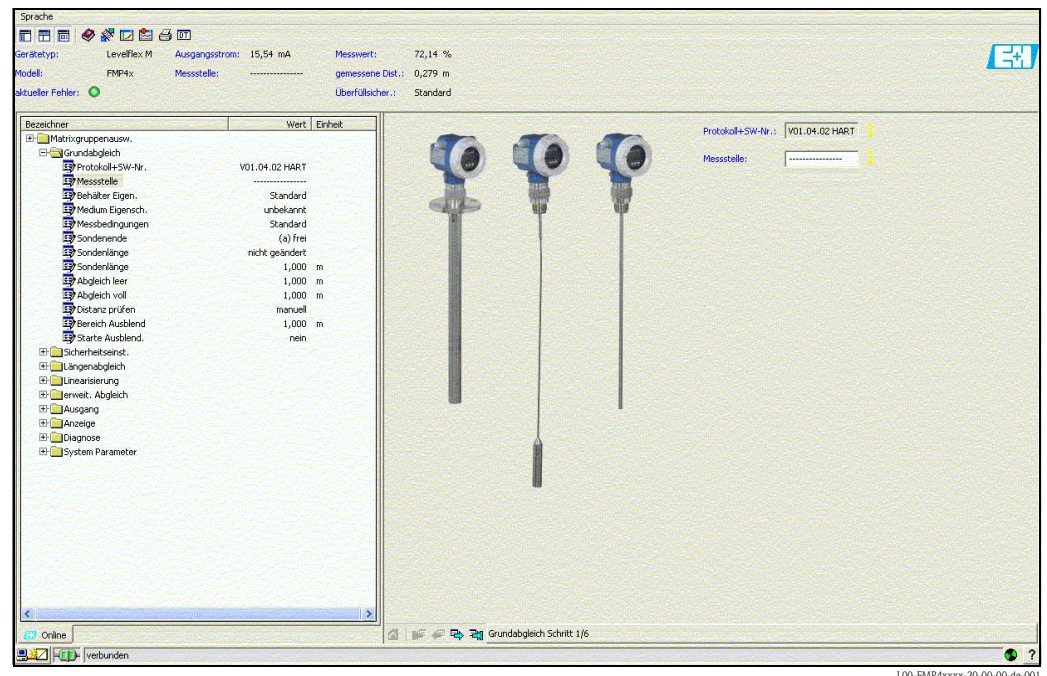 Sprache
DT
Gerätetyp: Levelflex M Ausgangsstrom: 15,54 mA Messwert: 72,14 %
Modell: FMP4x Messstelle: ---------------- gemessene Dist.: 0,279 m
aktueller Fehler: Überfüllsicher.: Standard
E+H
Bezeichner Wert Einheit
Matrixgruppenausw.
Grundabgleich
Protokoll+SW-Nr. V01.04.02 HART
Messstelle ----------------
Behälter Eigen. Standard
Medium Eigensch. unbekannt
Messbedingungen Standard
Sondenende (a) frei
Sondenlänge nicht geändert
Sondenlänge 1,000 m
Abgleich leer 1,000 m
Abgleich voll 1,000 m
Distanz prüfen manuell
Bereich Ausblend 1,000 m
Starte Ausblend. nein
Sicherheitseinst.
Längenabgleich
Linearisierung
erweit. Abgleich
Ausgang
Anzeige
Diagnose
System Parameter
Protokoll+SW-Nr.: V01.04.02 HART
Messstelle: ----------------
Online
Grundabgleich Schritt 1/6
verbunden
?
L00-FMP4xxxx-20-00-00-de-001